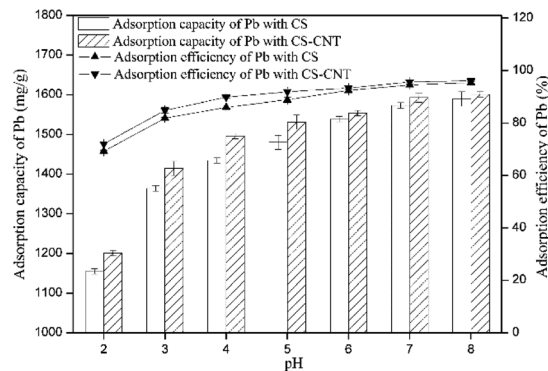 Adsorption capacity of Pb with CS
Adsorption capacity of Pb with CS-CNT
Adsorption efficiency of Pb with CS
Adsorption efficiency of Pb with CS-CNT
Adsorption capacity of Pb (mg/g)
1800
1700
1600
1500
1400
1300
1200
1100
1000
Adsorption efficiency of Pb (%)
120
100
80
60
40
20
0
2 3 4 5 6 7 8
pH